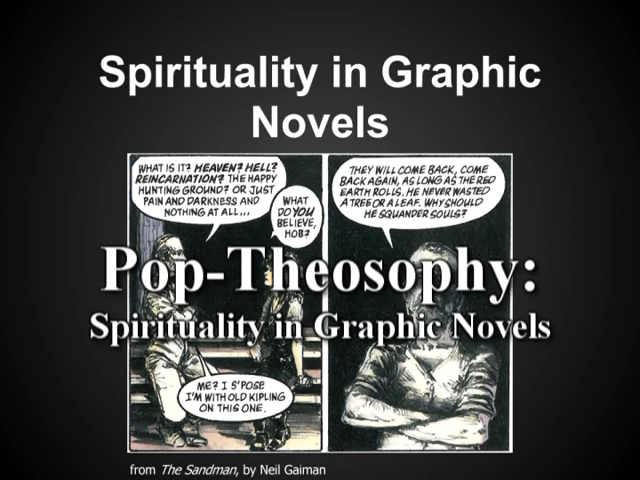 Spirituality in Graphic
Novels
WHAT IS IT? HEAVEN? HELL?
REINCARNATION? THE HAPPY
HUNTING GROUND? OR JUST
PAIN AND DARKNESS AND
NOTHING AT ALL...
WHAT
DO YOU
BELIEVE,
HOB?
THEY WILL COME BACK, COME
BACK AGAIN, AS LONG AS THE RED
EARTH ROLLS. HE NEVER WASTED
A TREE OR A LEAF. WHY SHOULD
HE SQUANDER SOULS?
Pop-Theosophy:
Spirituality in Graphic Novels
ME? I S'POSE
I'M WITH OLD KIPLING
ON THIS ONE.
from The Sandman, by Neil Gaiman